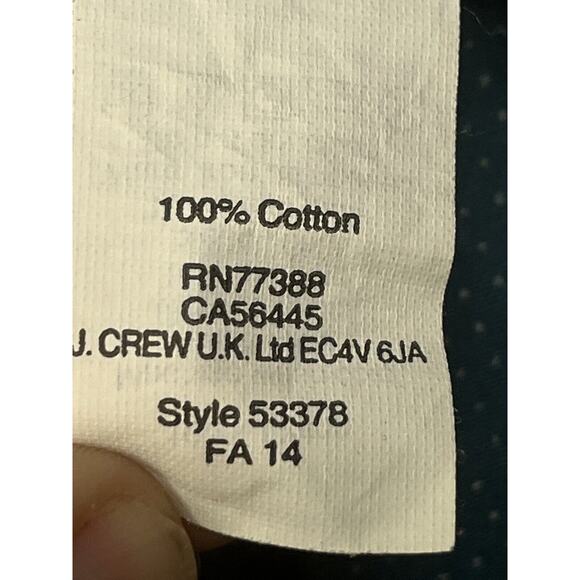 100% Cotton
RN77388
CA56445
J. CREW U.K. Ltd EC4V 6JA
Style 53378
FA 14